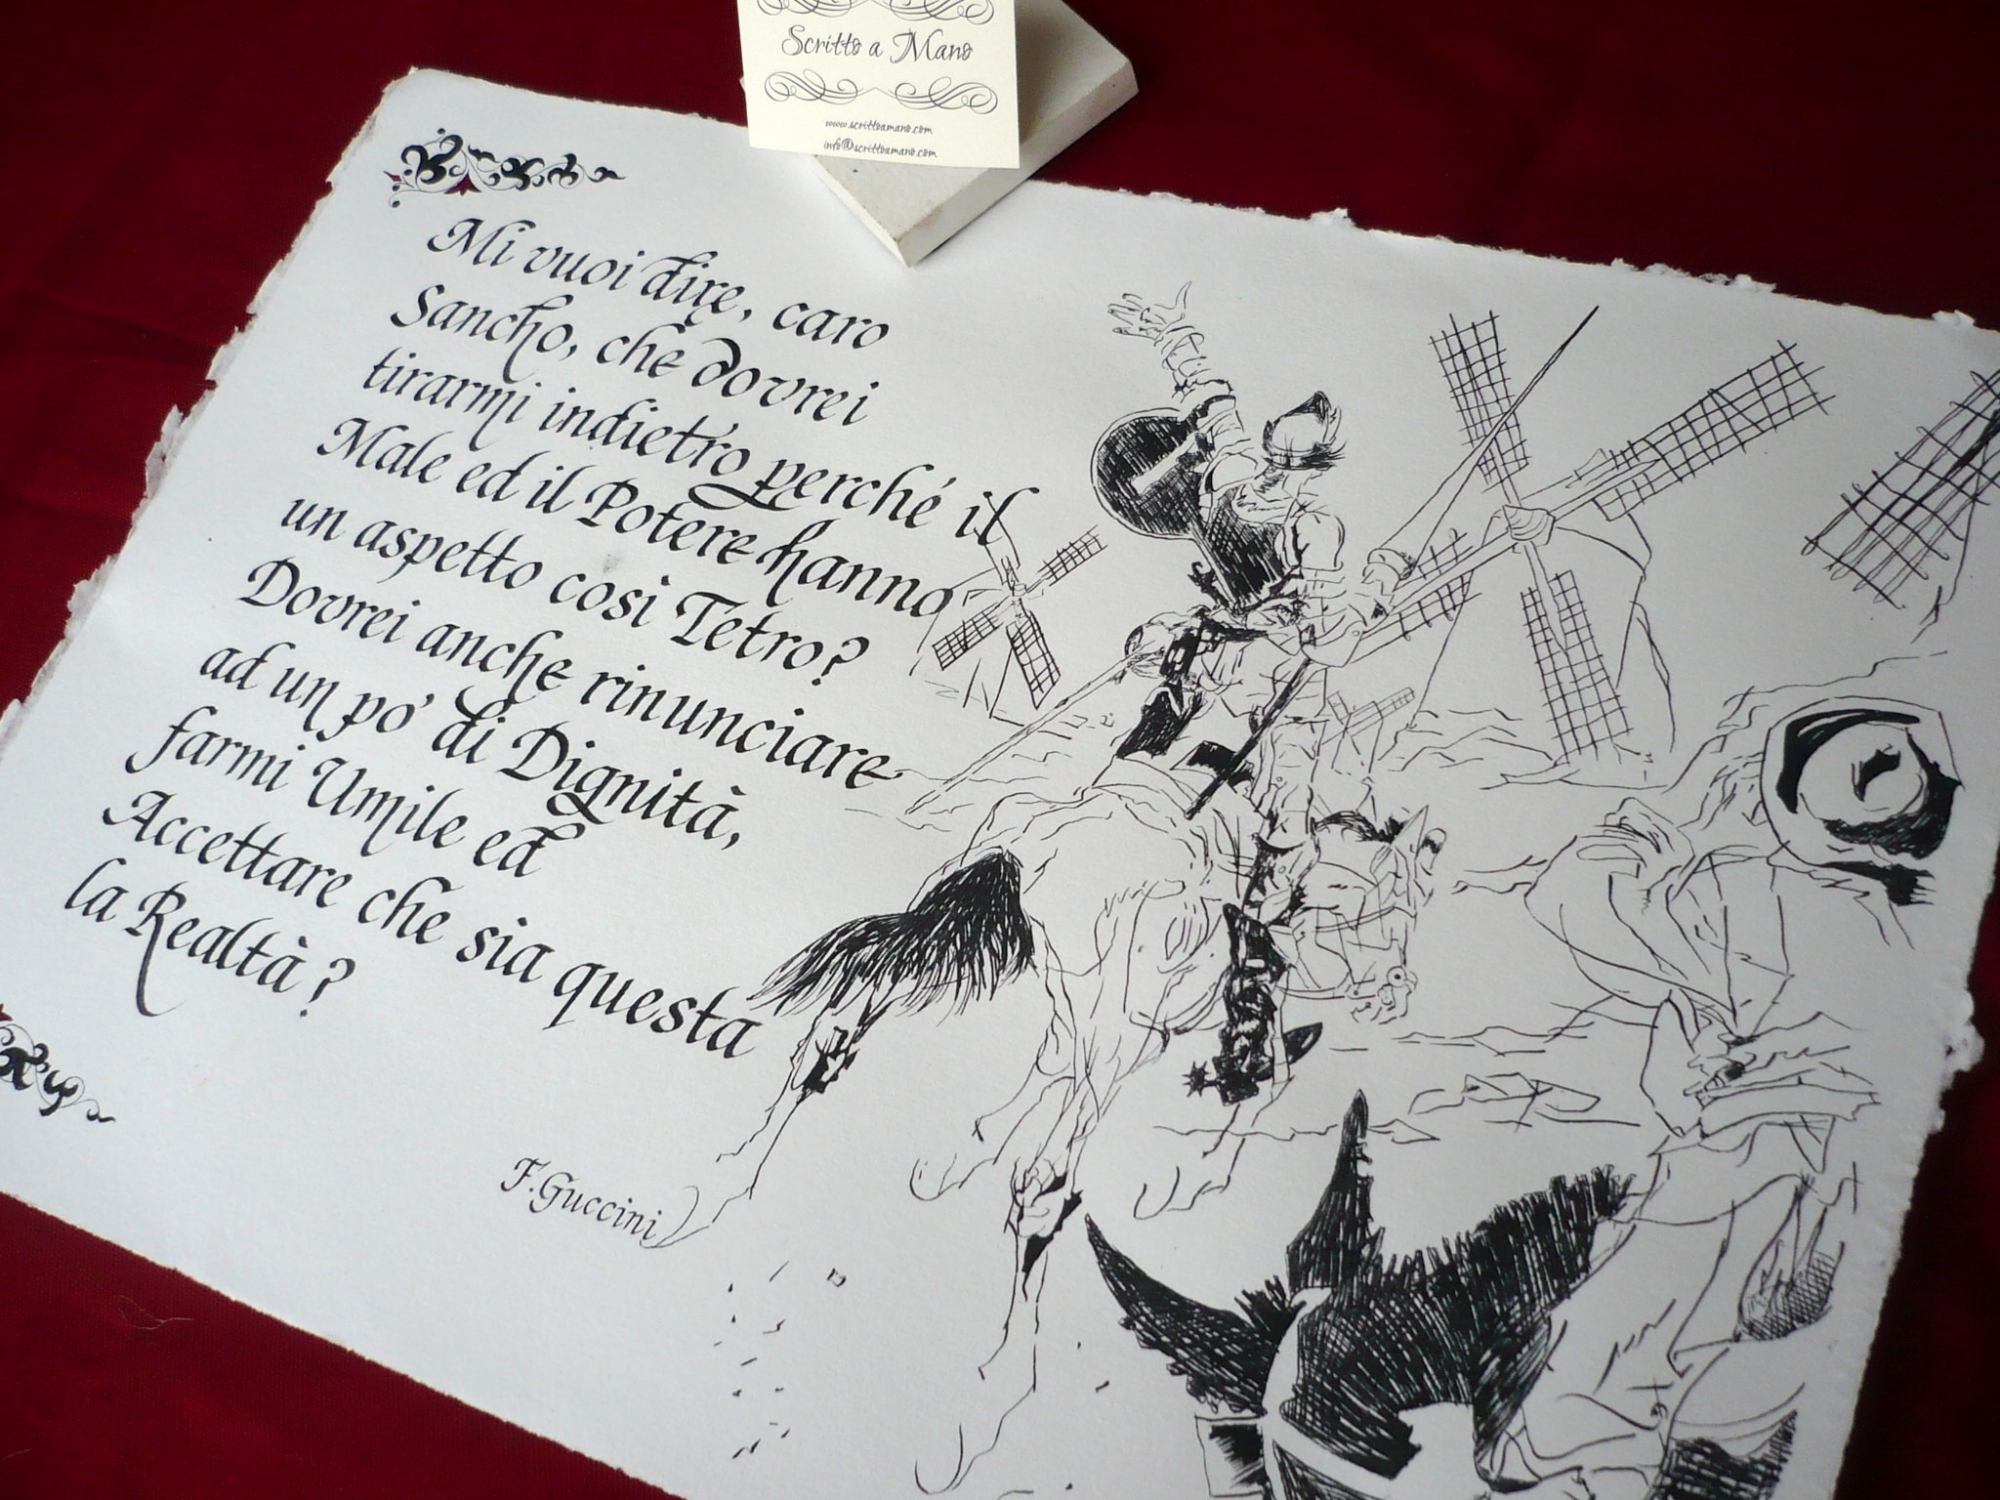 Scritto a Mano
www.scrittoamano.com
info@scrittoamano.com
Mi vuoi dire, caro
Sancho, che dovrei
tirarmi indietro perché il
Male ed il Potere hanno
un aspetto così Tetro?
Dovrei anche rinunciare
ad un po' di Dignità,
farmi Umile ed
Accettare che sia questa
la Realtà?
F. Guccini